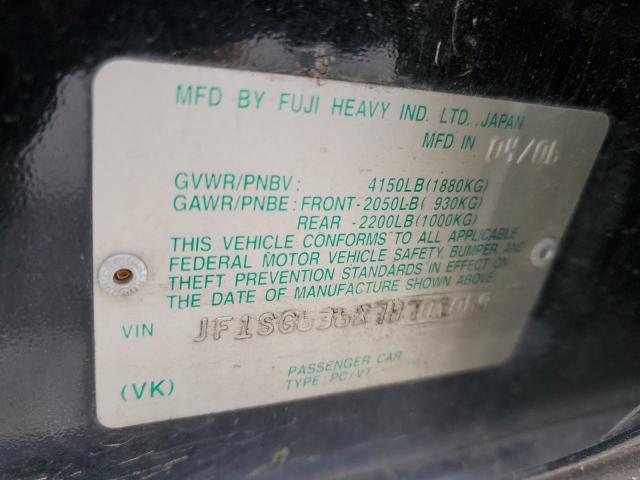 MFD BY FUJI HEAVY IND. LTD. JAPAN
MFD IN 04/06
GVWR/PNBV: 4150LB(1880KG)
GAWR/PNBE: FRONT-2050LB( 930KG)
REAR -2200LB(1000KG)
THIS VEHICLE CONFORMS TO ALL APPLICABLE
FEDERAL MOTOR VEHICLE SAFETY, BUMPER, AND
THEFT PREVENTION STANDARDS IN EFFECT ON
THE DATE OF MANUFACTURE SHOWN ABOVE.
VIN
PASSENGER CAR
(VK) TYPE PC/VT